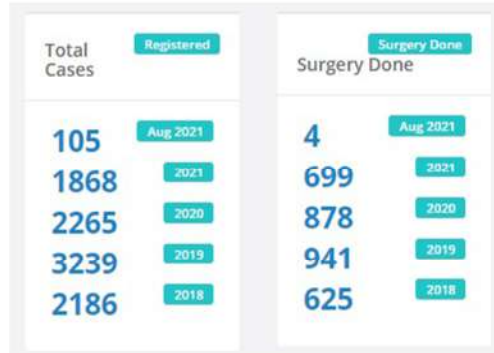 Total Registered
Cases
105 Aug 2021
1868 2021
2265 2020
3239 2019
2186 2018
Surgery Done
Surgery Done
4 Aug 2021
699 2021
878 2020
941 2019
625 2018